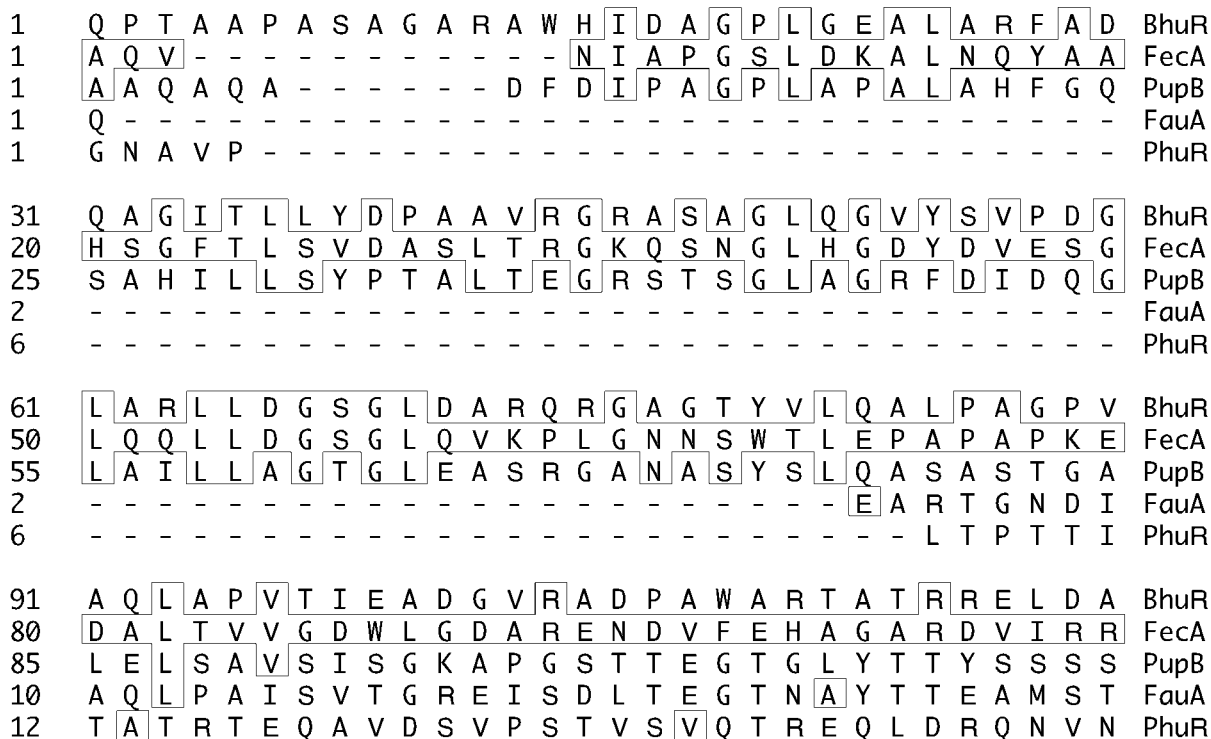 1 Q P T A A P A S A G A R A W H I D A G P L G E A L A R F A D BhuR
1 A Q V - - - - - - - - - - - N I A P G S L D K A L N Q Y A A FecA
1 A A Q A Q A - - - - - - D F D I P A G P L A P A L A H F G Q PupB
1 Q - - - - - - - - - - - - - - - - - - - - - - - - - - - FauA
1 G N A V P - - - - - - - - - - - - - - - - - - - - - - - PhuR
31 Q A G I T L L Y D P A A V R G R A S A G L Q G V Y S V P D G BhuR
20 H S G F T L S V D A S L T R G K Q S N G L H G D Y D V E S G FecA
25 S A H I L L S Y P T A L T E G R S T S G L A G R F D I D Q G PupB
2 - - - - - - - - - - - - - - - - - - - - - - - - - - - - FauA
6 - - - - - - - - - - - - - - - - - - - - - - - - - - - - PhuR
61 L A R L L D G S G L D A R Q R G A G T Y V L Q A L P A G P V BhuR
50 L Q Q L L D G S G L Q V K P L G N N S W T L E P A P A P K E FecA
55 L A I L L A G T G L E A S R G A N A S Y S L Q A S A S T G A PupB
2 - - - - - - - - - - - - - - - - - - - - E A R T G N D I FauA
6 - - - - - - - - - - - - - - - - - - - - - - L T P T T I PhuR
91 A Q L A P V T I E A D G V R A D P A W A R T A T R R E L D A BhuR
80 D A L T V V G D W L G D A R E N D V F E H A G A R D V I R R FecA
85 L E L S A V S I S G K A P G S T T E G T G L Y T T Y S S S S PupB
10 A Q L P A I S V T G R E I S D L T E G T N A Y T T E A M S T FauA
12 T A T R T E Q A V D S V P S T V S V Q T R E Q L D R Q N V N PhuR